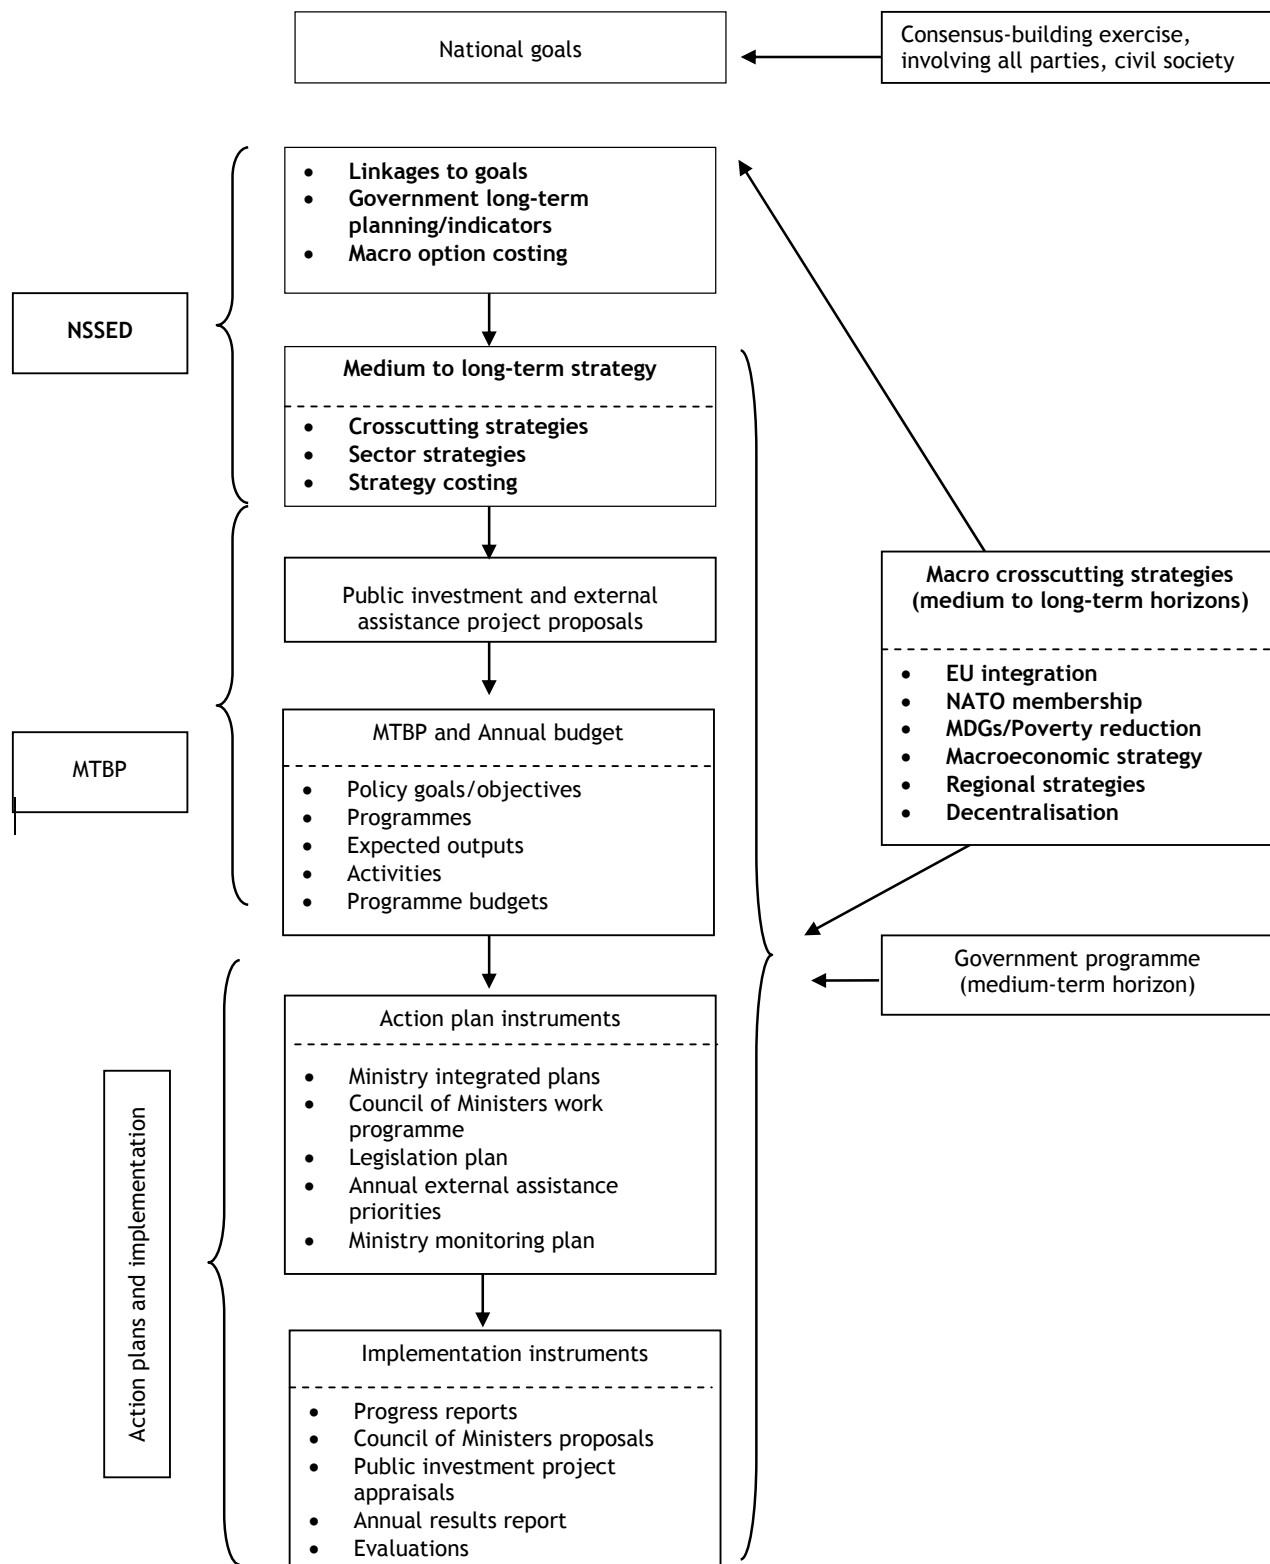 National goals
Consensus-building exercise,
involving all parties, civil society
• Linkages to goals
• Government long-term
planning/indicators
• Macro option costing
NSSED
Medium to long-term strategy
• Crosscutting strategies
• Sector strategies
• Strategy costing
Public investment and external
assistance project proposals
Macro crosscutting strategies
(medium to long-term horizons)
• EU integration
• NATO membership
• MDGs/Poverty reduction
• Macroeconomic strategy
• Regional strategies
• Decentralisation
MTBP
MTBP and Annual budget
• Policy goals/objectives
• Programmes
• Expected outputs
• Activities
• Programme budgets
Government programme
(medium-term horizon)
Action plans and implementation
Action plan instruments
• Ministry integrated plans
• Council of Ministers work
programme
• Legislation plan
• Annual external assistance
priorities
• Ministry monitoring plan
Implementation instruments
• Progress reports
• Council of Ministers proposals
• Public investment project
appraisals
• Annual results report
• Evaluations